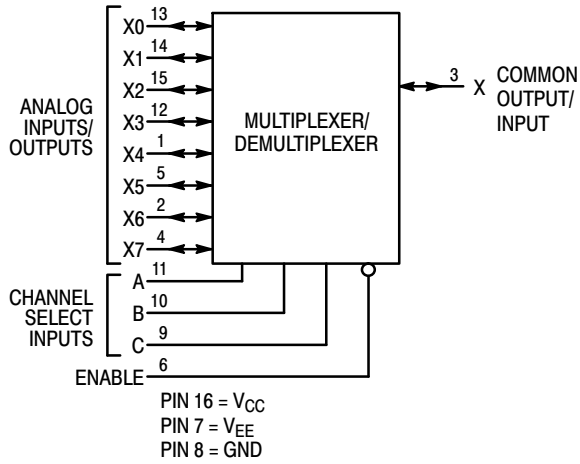 X0 13
X1 14
X2 15
X3 12
X4 1
X5 5
X6 2
X7 4
ANALOG
INPUTS/
OUTPUTS
MULTIPLEXER/
DEMULTIPLEXER
3 X COMMON
OUTPUT/
INPUT
A 11
B 10
C 9
CHANNEL
SELECT
INPUTS
ENABLE 6
PIN 16 = VCC
PIN 7 = VEE
PIN 8 = GND